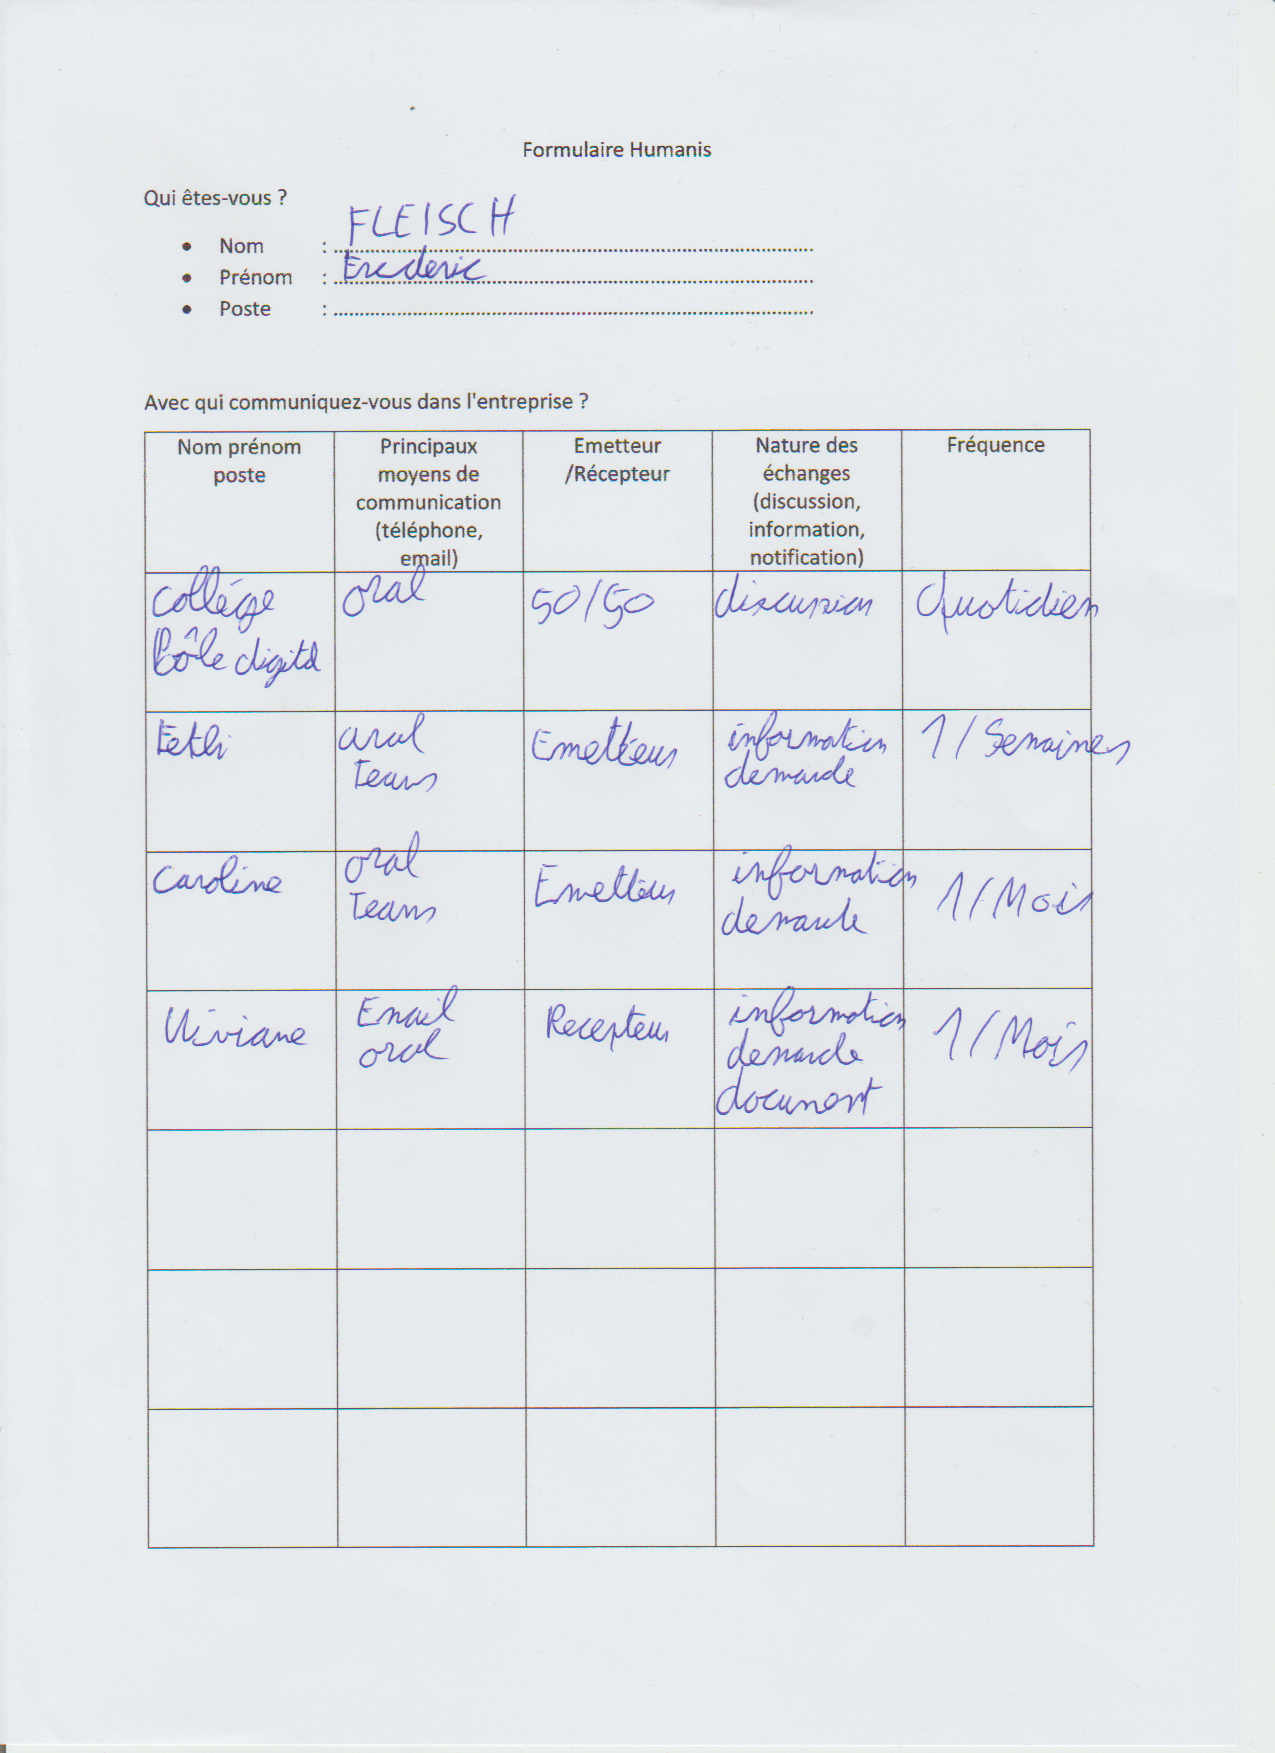 Formulaire Humanis
Qui êtes-vous ?
• Nom : FLEISCH
• Prénom : Frederic
• Poste :
Avec qui communiquez-vous dans l'entreprise ?
Nom prénom
poste
Principaux
moyens de
communication
(téléphone,
email)
Emetteur
/Récepteur
Nature des
échanges
(discussion,
information,
notification)
Fréquence
Collége
Pôle digital
oral
50/50
discussion
Quotidien
oral
Teams
Emetteur
information
demande
1/Semaines
Caroline
oral
Teams
Emetteur
information
demande
1/Mois
Viviane
Email
oral
Recepteur
information
demande
document
1/Mois